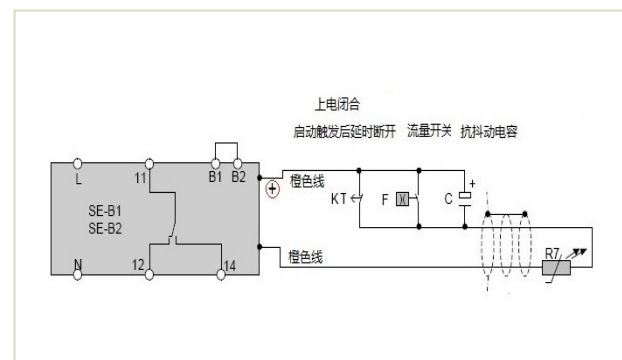 上电闭合
启动触发后延时断开 流量开关 抗抖动电容
B1 B2
L 11
橙色线
+
KT F C
SE-B1
SE-B2
橙色线
R7
N 12 14